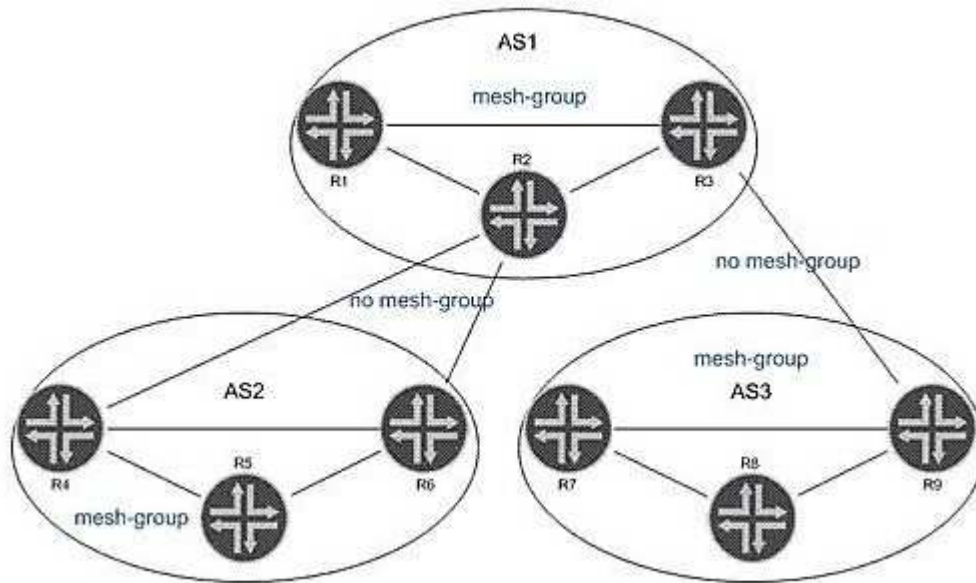 AS1
mesh-group
R1
R2
R3
no mesh-group
no mesh-group
AS2
R4
R5
R6
mesh-group
mesh-group
AS3
R7
R8
R9